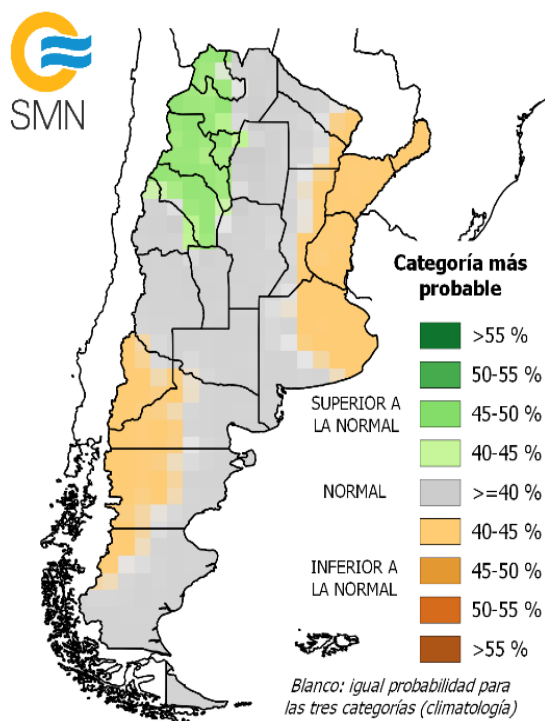 SMN
Categoría más
probable
>55 %
50-55 %
45-50 %
SUPERIOR A
LA NORMAL
40-45 %
NORMAL
>=40 %
40-45 %
INFERIOR A
LA NORMAL
45-50 %
50-55 %
>55 %
Blanco: igual probabilidad para
las tres categorías (climatología)